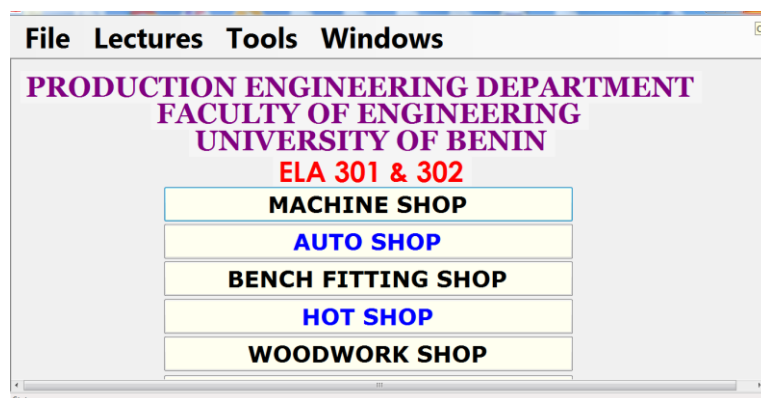 File Lectures Tools Windows
PRODUCTION ENGINEERING DEPARTMENT
FACULTY OF ENGINEERING
UNIVERSITY OF BENIN
ELA 301 & 302
MACHINE SHOP
AUTO SHOP
BENCH FITTING SHOP
HOT SHOP
WOODWORK SHOP